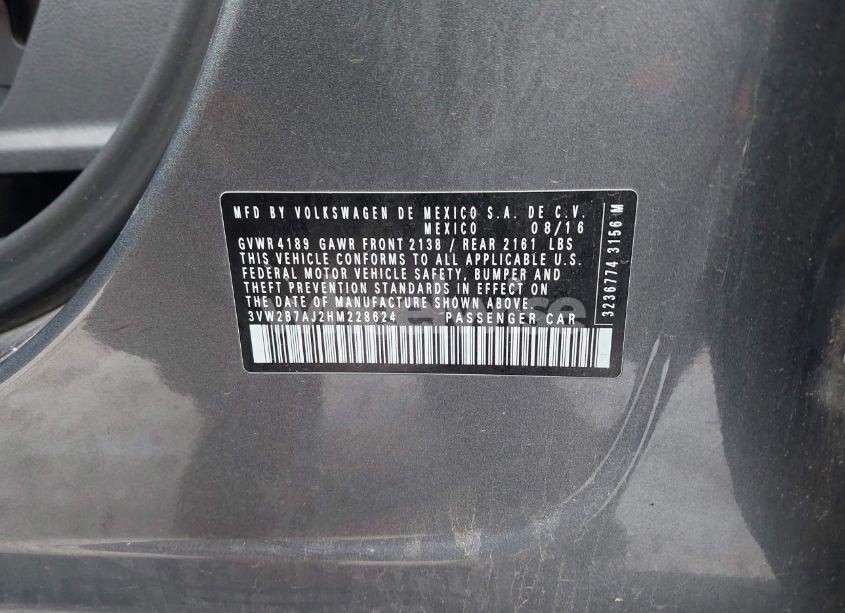 MFD BY VOLKSWAGEN DE MEXICO S.A. DE C.V.
MEXICO 08/16
GVWR 4189 GAWR FRONT 2138 / REAR 2161 LBS
THIS VEHICLE CONFORMS TO ALL APPLICABLE U.S.
FEDERAL MOTOR VEHICLE SAFETY, BUMPER AND
THEFT PREVENTION STANDARDS IN EFFECT ON
THE DATE OF MANUFACTURE SHOWN ABOVE.
3VW2B7AJ2HM228624 PASSENGER CAR
3236774 3156 M